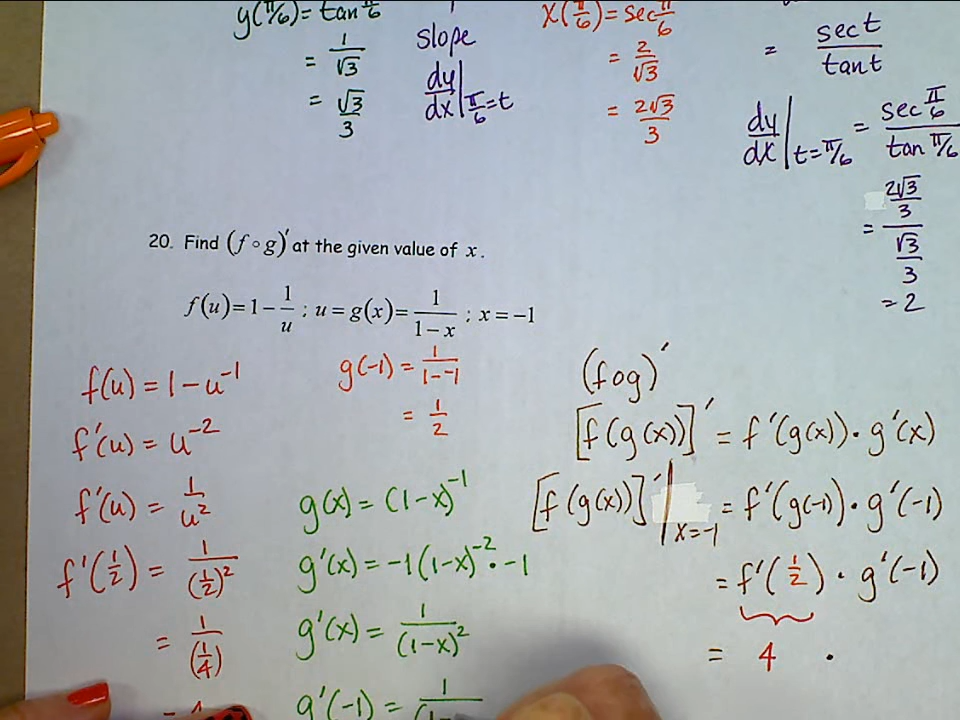 y(π/6) = tan π/6
= 1/√3
= √3/3
slope
dy/dx | π/6 = t
x(π/6) = sec π/6
= 2/√3
= 2√3/3
= sec t / tan t
dy/dx | t = π/6 = sec π/6 / tan π/6
= (2√3/3) / (√3/3)
= 2
20. Find (f∘g)′ at the given value of x.
f(u)=1−1/u ; u=g(x)=1/(1−x) ; x=−1
f(u) = 1 − u⁻¹
f′(u) = u⁻²
f′(u) = 1/u²
f′(1/2) = 1/(1/2)²
= 1/(1/4)
g(-1) = 1/(1--1)
= 1/2
g(x) = (1-x)⁻¹
g′(x) = -1(1-x)⁻² · -1
g′(x) = 1/(1-x)²
g′(-1) = 1
(fog)′
[f(g(x))]′ = f′(g(x)) · g′(x)
[f(g(x))]′ | x=-1 = f′(g(-1)) · g′(-1)
= f′(1/2) · g′(-1)
= 4 ·